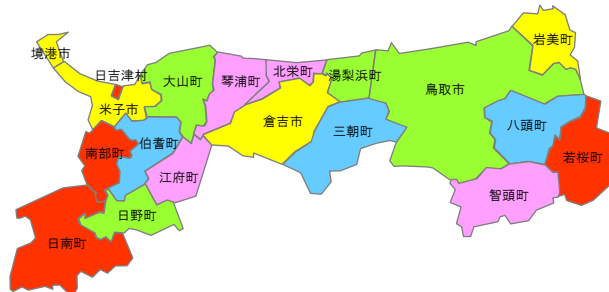 岩美町
境港市
北栄町
日吉津村
大山町
琴浦町
湯梨浜町
鳥取市
米子市
倉吉市
三朝町
八頭町
伯耆町
南部町
若桜町
江府町
智頭町
日野町
日南町